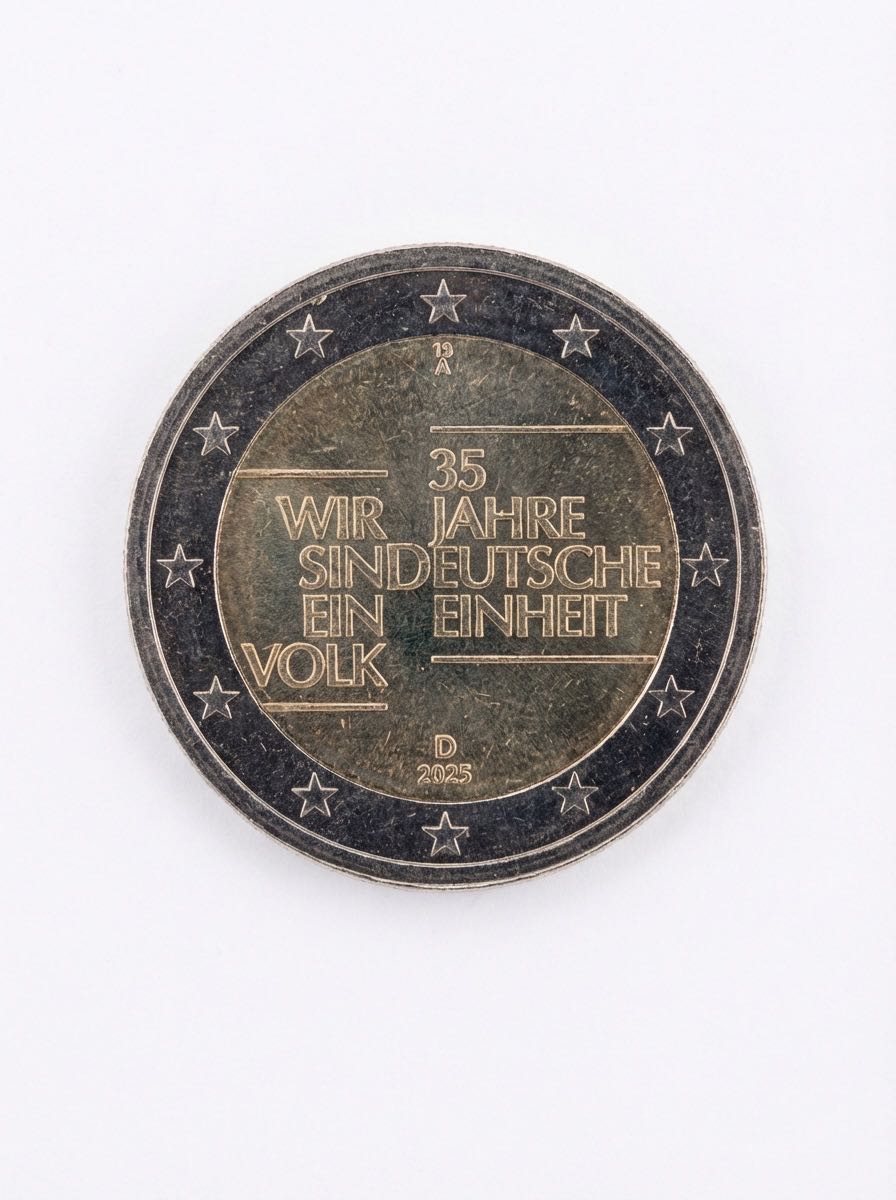 19
A
35
WIR JAHRE
SINDEUTSCHE
EIN EINHEIT
VOLK
D
2025